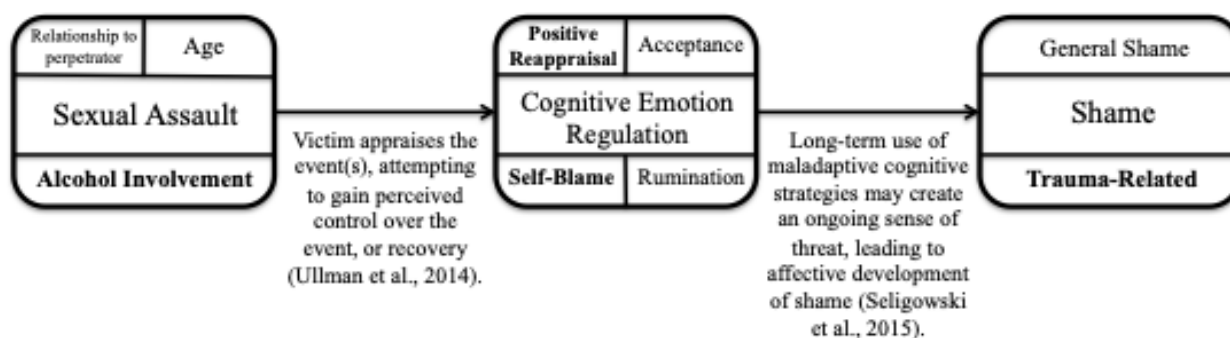 Relationship to
perpetrator
Age
Sexual Assault
Alcohol Involvement
Victim appraises the
event(s), attempting
to gain perceived
control over the
event, or recovery
(Ullman et al., 2014).
Positive
Reappraisal
Acceptance
Cognitive Emotion
Regulation
Self-Blame
Rumination
Long-term use of
maladaptive cognitive
strategies may create
an ongoing sense of
threat, leading to
affective development
of shame (Seligowski
et al., 2015).
General Shame
Shame
Trauma-Related